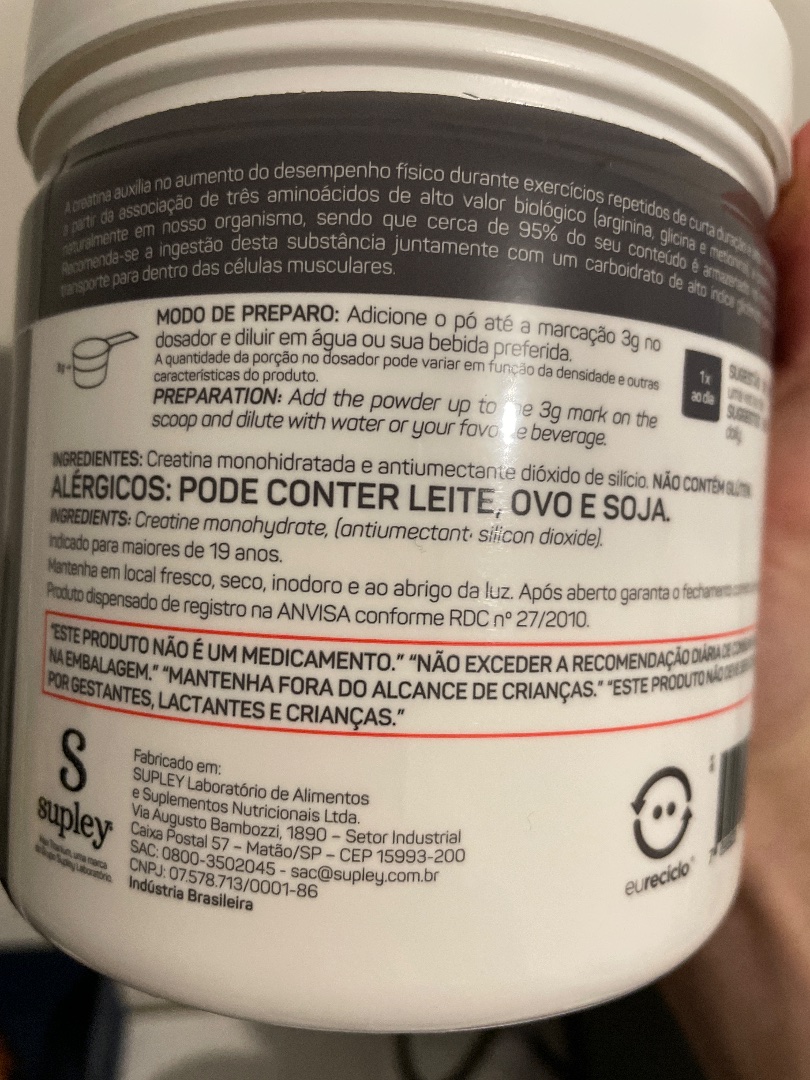 A creatina auxilia no aumento do desempenho físico durante exercícios repetidos de curta duração
a partir da associação de três aminoácidos de alto valor biológico (arginina, glicina e metionina)
naturalmente em nosso organismo, sendo que cerca de 95% do seu conteúdo é
Recomenda-se a ingestão desta substância juntamente com um carboidrato de alto índice
transporte para dentro das células musculares.
MODO DE PREPARO: Adicione o pó até a marcação 3g no
dosador e diluir em água ou sua bebida preferida.
A quantidade da porção no dosador pode variar em função da densidade e outras
características do produto.
PREPARATION: Add the powder up to the 3g mark on the
scoop and dilute with water or your favo e beverage.
3g
1x
ao dia
INGREDIENTES: Creatina monohidratada e antiumectante dióxido de silício. NÃO CONTÉM GLÚTEN
ALÉRGICOS: PODE CONTER LEITE, OVO E SOJA.
INGREDIENTS: Creatine monohydrate, (antiumectant: silicon dioxide).
Indicado para maiores de 19 anos.
Mantenha em local fresco, seco, inodoro e ao abrigo da luz. Após aberto garanta o fechamento
Produto dispensado de registro na ANVISA conforme RDC nº 27/2010.
"ESTE PRODUTO NÃO É UM MEDICAMENTO." "NÃO EXCEDER A RECOMENDAÇÃO DIÁRIA DE
NA EMBALAGEM." "MANTENHA FORA DO ALCANCE DE CRIANÇAS." "ESTE PRODUTO NÃO DEVE
POR GESTANTES, LACTANTES E CRIANÇAS."
S
supley
Fabricado em:
SUPLEY Laboratório de Alimentos
e Suplementos Nutricionais Ltda.
Via Augusto Bambozzi, 1890 – Setor Industrial
Caixa Postal 57 – Matão/SP – CEP 15993-200
SAC: 0800-3502045 - sac@supley.com.br
CNPJ: 07.578.713/0001-86
Indústria Brasileira
eureciclo